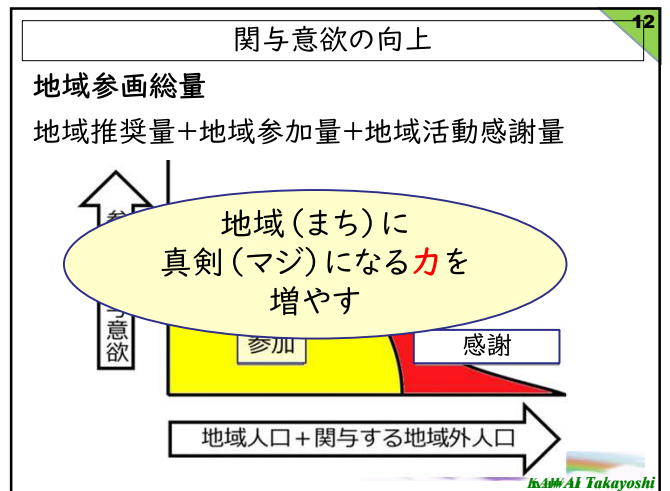 12
関与意欲の向上
地域参画総量
地域推奨量+地域参加量+地域活動感謝量
地域(まち)に
真剣(マジ)になる力を
増やす
意欲
参加
感謝
地域人口+関与する地域外人口
KAWAI Takayoshi